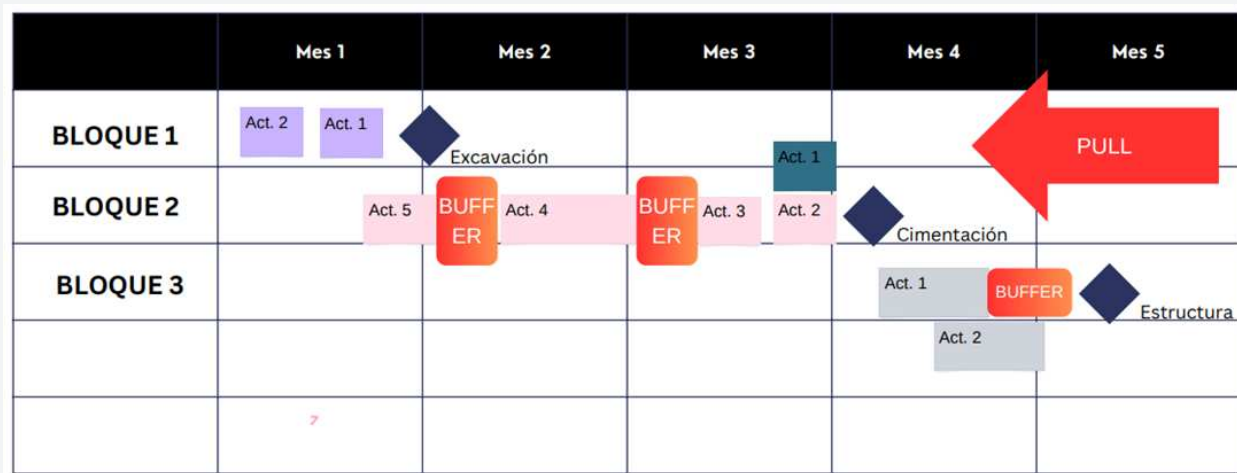 Mes 1 Mes 2 Mes 3 Mes 4 Mes 5
BLOQUE 1
Act. 2 Act. 1
Excavación
Act. 1
PULL
BLOQUE 2
Act. 5
BUFF
ER
Act. 4
BUFF
ER
Act. 3
Act. 2
Cimentación
BLOQUE 3
Act. 1
BUFFER
Estructura
Act. 2